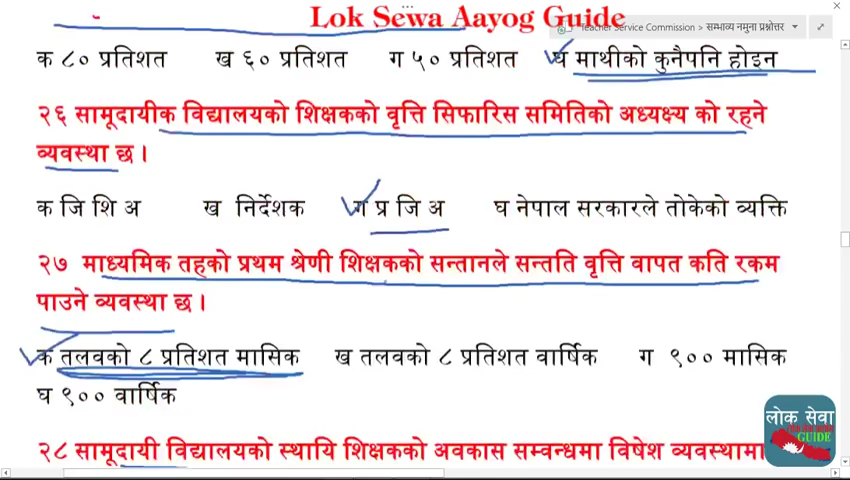 Lok Sewa Aayog Guide
Teacher Service Commission > सम्भाव्य नमुना प्रश्नोत्तर
क ८० प्रतिशत ख ६० प्रतिशत ग ५० प्रतिशत घ माथीको कुनैपनि होइन
२६ सामूदायीक विद्यालयको शिक्षकको वृत्ति सिफारिस समितिको अध्यक्ष्य को रहने
व्यवस्था छ ।
क जि शि अ ख निर्देशक ग प्र जि अ घ नेपाल सरकारले तोकेको व्यक्ति
२७ माध्यमिक तहको प्रथम श्रेणी शिक्षकको सन्तानले सन्तति वृत्ति वापत कति रकम
पाउने व्यवस्था छ ।
क तलवको ८ प्रतिशत मासिक ख तलवको ८ प्रतिशत वार्षिक ग ९०० मासिक
घ ९०० वार्षिक
२८ सामूदायी विद्यालयको स्थायि शिक्षकको अवकास सम्वन्धमा विषेश व्यवस्थामा
लोक सेवा
GUIDE